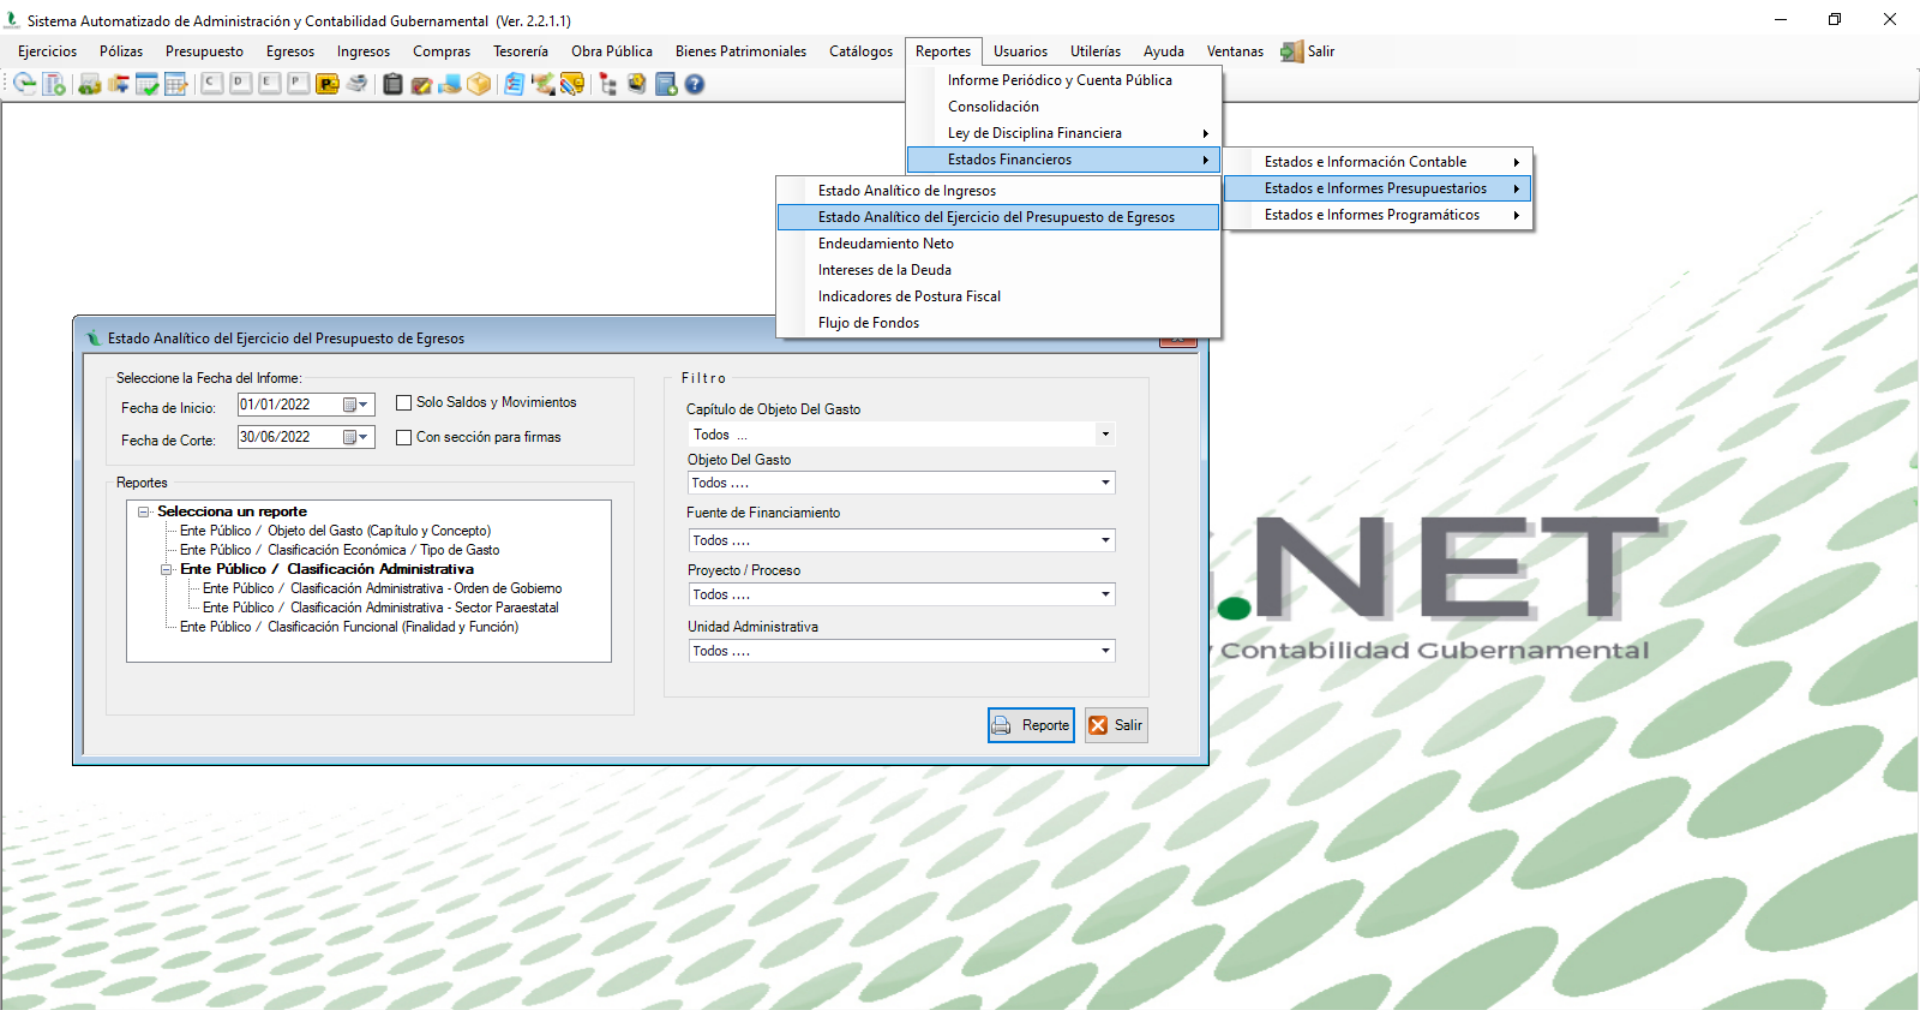 Sistema Automatizado de Administración y Contabilidad Gubernamental (Ver. 2.2.1.1)
Ejercicios Pólizas Presupuesto Egresos Ingresos Compras Tesorería Obra Pública Bienes Patrimoniales Catálogos Reportes Usuarios Utilerías Ayuda Ventanas Salir
C D E P
Informe Periódico y Cuenta Pública
Consolidación
Ley de Disciplina Financiera
Estados Financieros
Estados e Información Contable
Estados e Informes Presupuestarios
Estados e Informes Programáticos
Estado Analítico de Ingresos
Estado Analítico del Ejercicio del Presupuesto de Egresos
Endeudamiento Neto
Intereses de la Deuda
Indicadores de Postura Fiscal
Flujo de Fondos
Estado Analítico del Ejercicio del Presupuesto de Egresos
Seleccione la Fecha del Informe:
Fecha de Inicio: 01/01/2022 Solo Saldos y Movimientos
Fecha de Corte: 30/06/2022 Con sección para firmas
Reportes
Selecciona un reporte
Ente Público / Objeto del Gasto (Capítulo y Concepto)
Ente Público / Clasificación Económica / Tipo de Gasto
Ente Público / Clasificación Administrativa
Ente Público / Clasificación Administrativa - Orden de Gobierno
Ente Público / Clasificación Administrativa - Sector Paraestatal
Ente Público / Clasificación Funcional (Finalidad y Función)
Filtro
Capítulo de Objeto Del Gasto
Todos ...
Objeto Del Gasto
Todos ....
Fuente de Financiamiento
Todos ....
Proyecto / Proceso
Todos ....
Unidad Administrativa
Todos ....
Reporte Salir
.NET
y Contabilidad Gubernamental